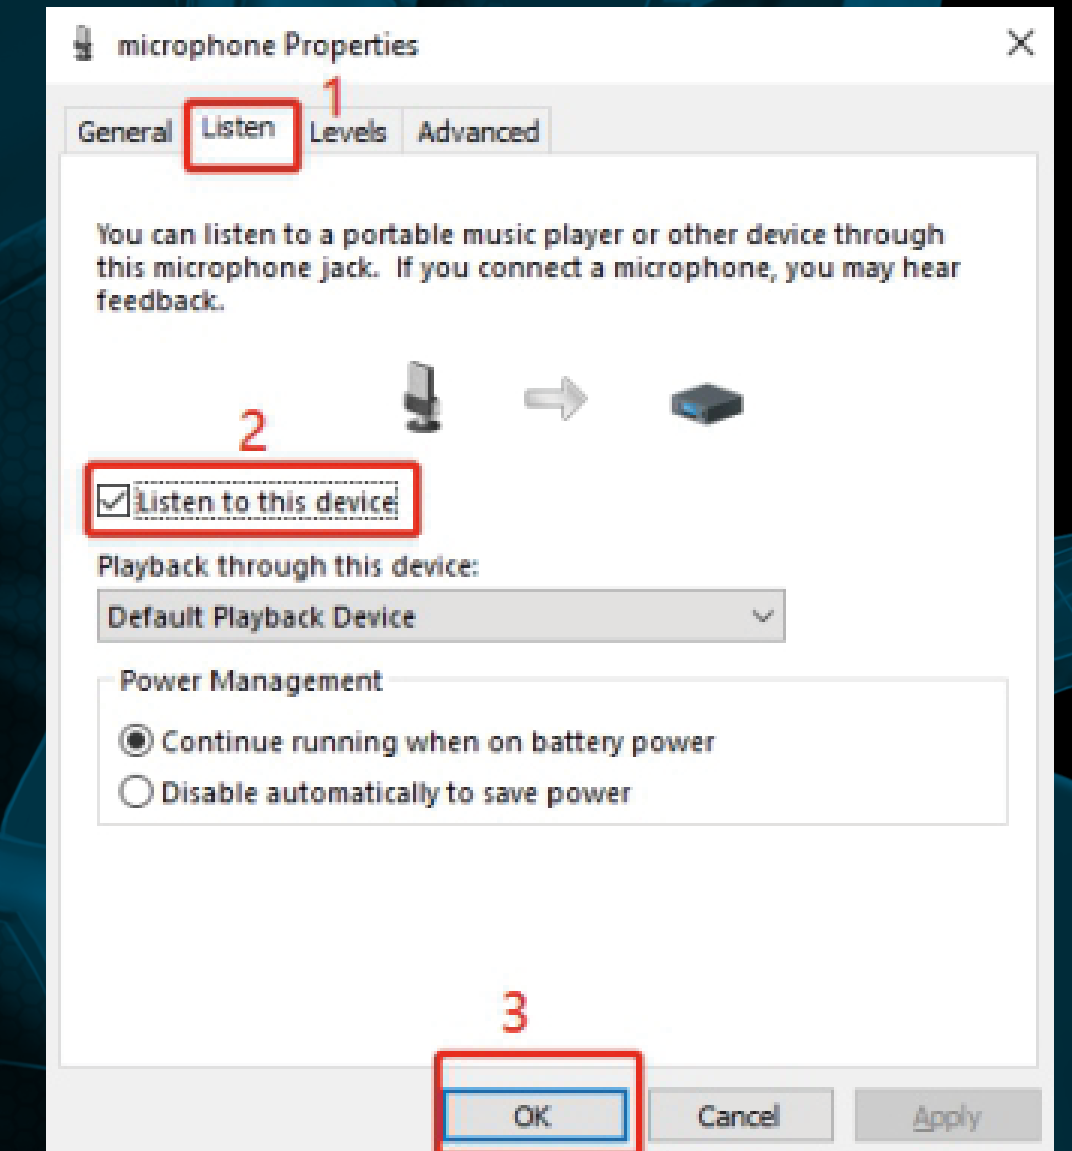 microphone Properties
1
General Listen Levels Advanced
You can listen to a portable music player or other device through
this microphone jack.  If you connect a microphone, you may hear
feedback.
2
Listen to this device
Playback through this device:
Default Playback Device
Power Management
Continue running when on battery power
Disable automatically to save power
3
OK Cancel Apply